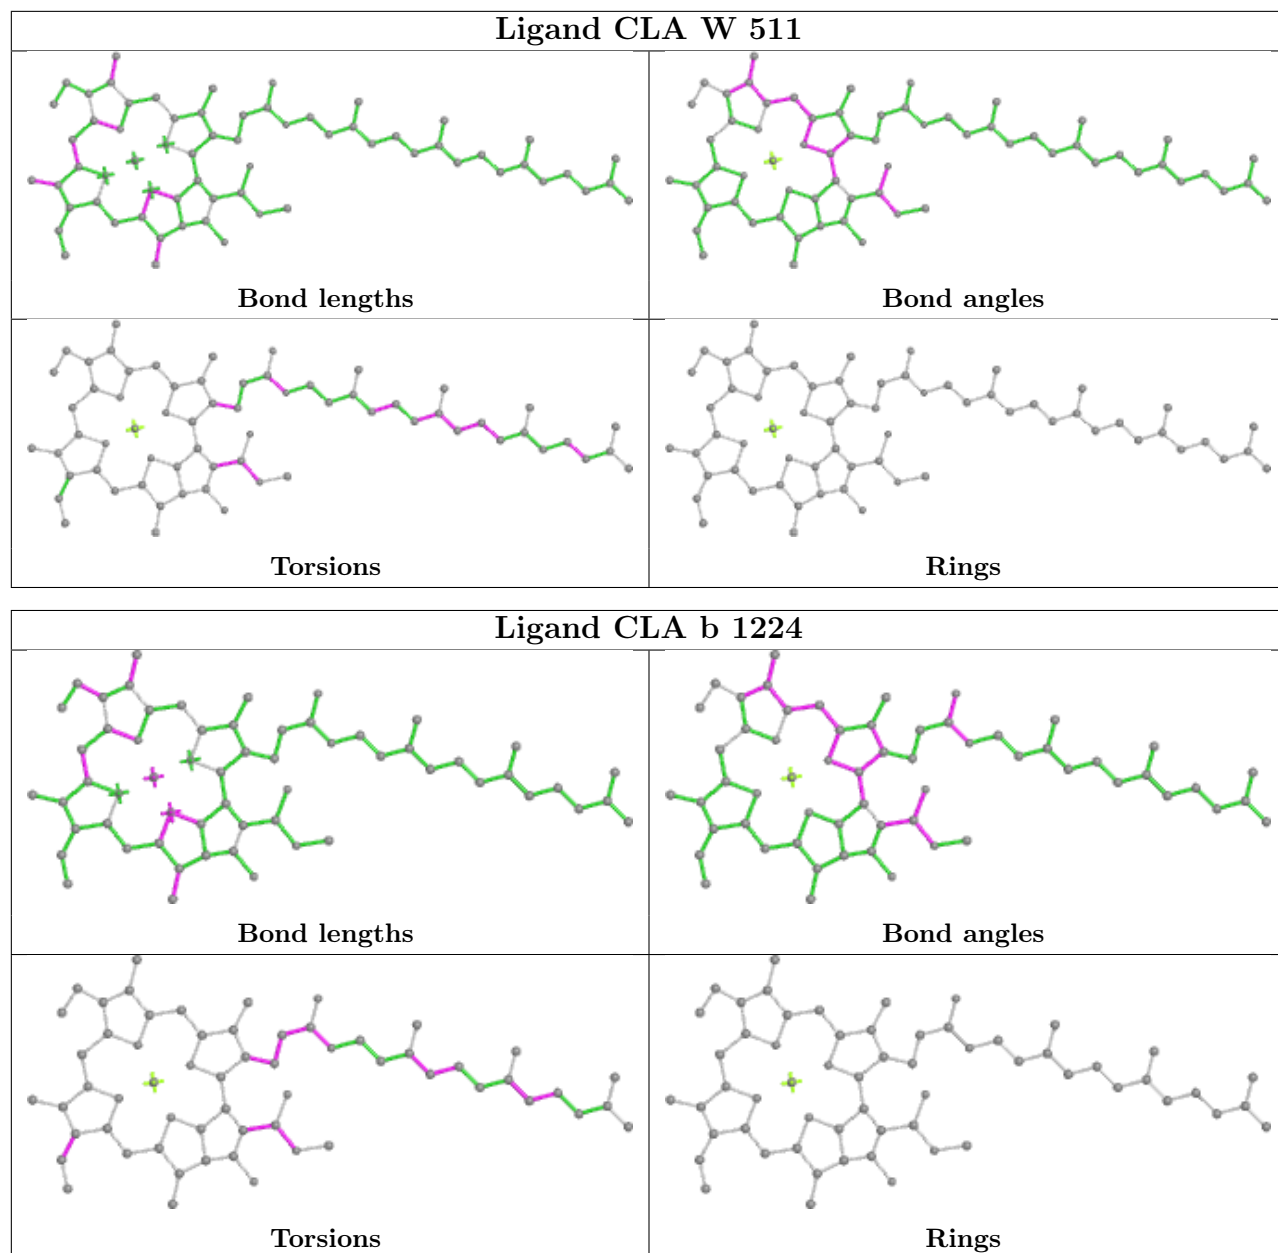 Ligand CLA W 511
Bond lengths
Bond angles
Torsions
Rings
Ligand CLA b 1224
Bond lengths
Bond angles
Torsions
Rings